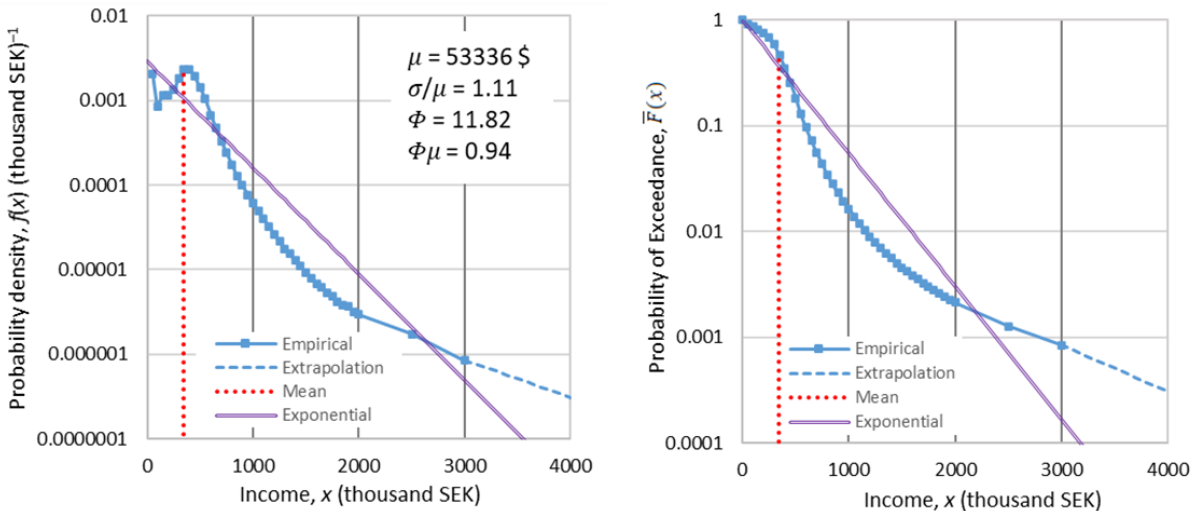 Probability density, f(x) (thousand SEK)⁻¹
0.01
0.001
0.0001
0.00001
0.000001
0.0000001
μ = 53336 $
σ/μ = 1.11
Φ = 11.82
Φμ = 0.94
Empirical
Extrapolation
Mean
Exponential
0 1000 2000 3000 4000
Income, x (thousand SEK)
Probability of Exceedance, F̅(x)
1
0.1
0.01
0.001
0.0001
Empirical
Extrapolation
Mean
Exponential
0 1000 2000 3000 4000
Income, x (thousand SEK)